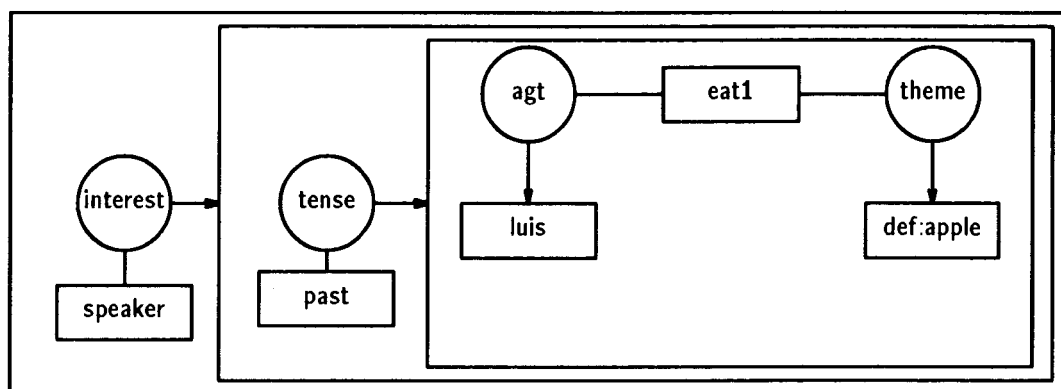 agt
eat1
theme
interest
tense
luis
def:apple
speaker
past